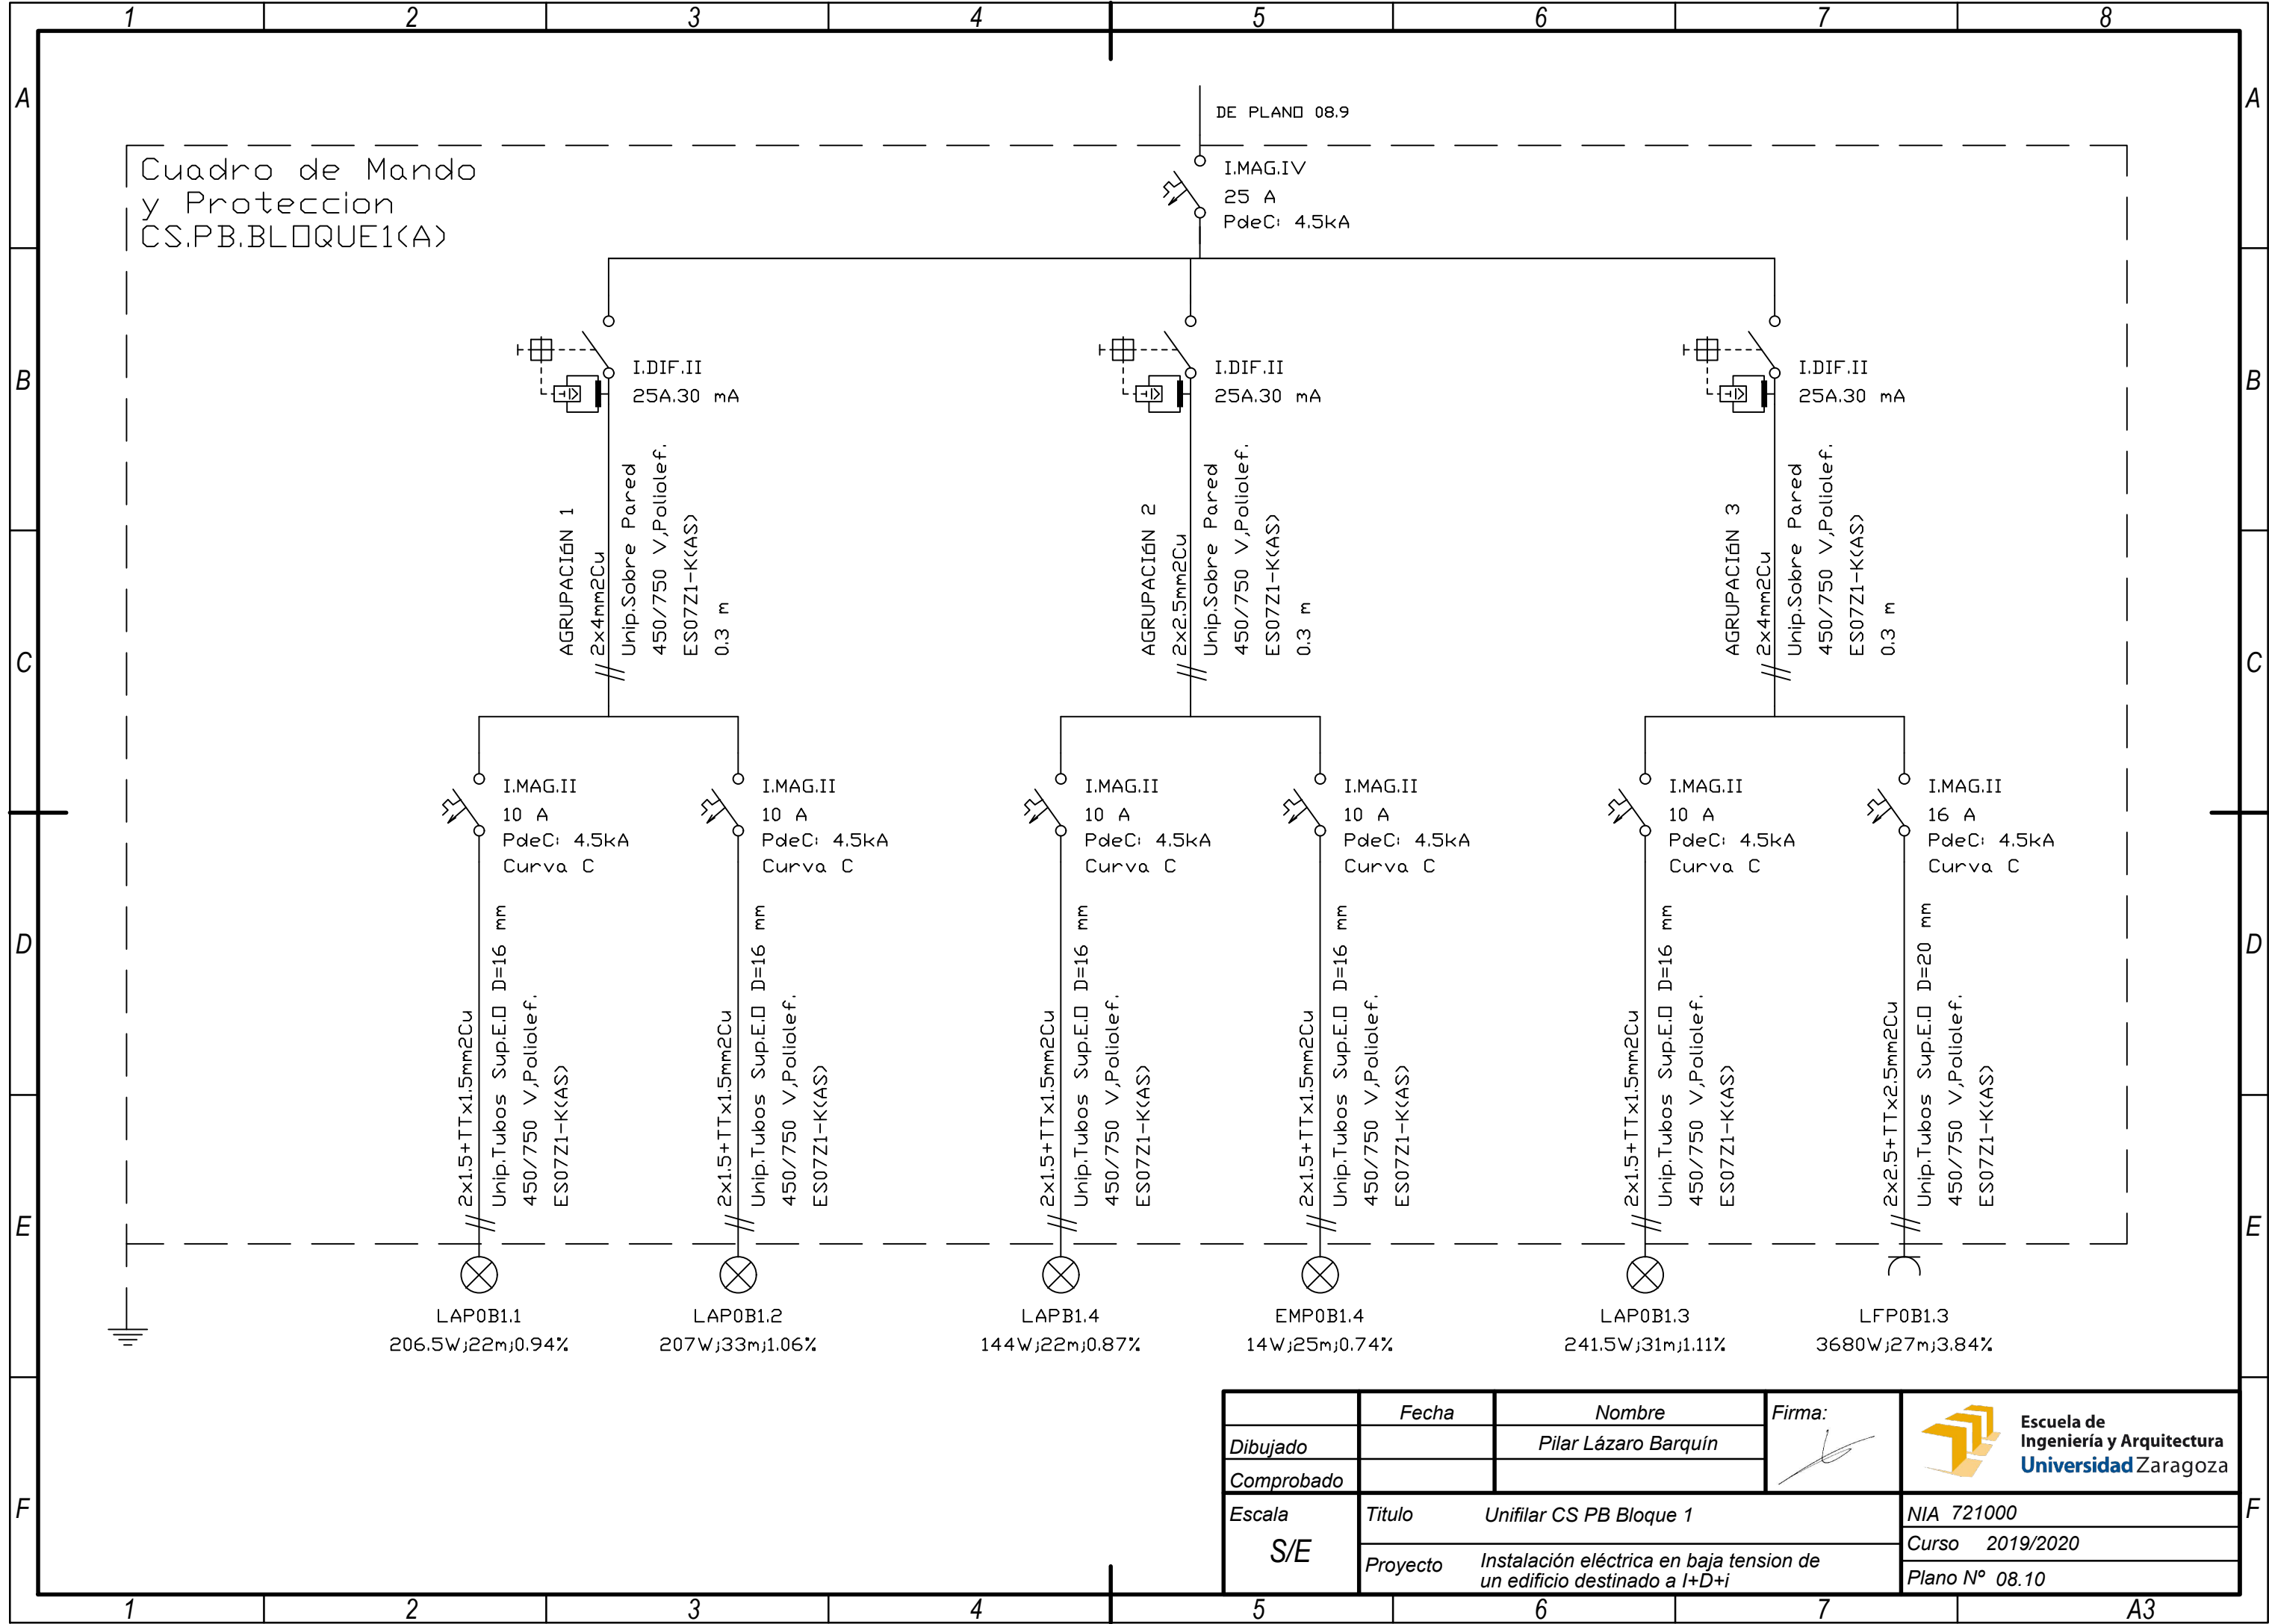 1 2 3 4 5 6 7 8
A A
B B
C C
D D
E E
F F
DE PLANO 08.9
Cuadro de Mando
y Proteccion
CS.PB.BLOQUE1(A)
I.MAG.IV
25 A
PdeC: 4.5kA
I.DIF.II
25A.30 mA
I.DIF.II
25A.30 mA
I.DIF.II
25A.30 mA
AGRUPACIÓN 1
2x4mm2Cu
Unip.Sobre Pared
450/750 V,Poliolef.
ES07Z1-K(AS)
0.3 m
AGRUPACIÓN 2
2x2.5mm2Cu
Unip.Sobre Pared
450/750 V,Poliolef.
ES07Z1-K(AS)
0.3 m
AGRUPACIÓN 3
2x4mm2Cu
Unip.Sobre Pared
450/750 V,Poliolef.
ES07Z1-K(AS)
0.3 m
I.MAG.II
10 A
PdeC: 4.5kA
Curva C
I.MAG.II
10 A
PdeC: 4.5kA
Curva C
I.MAG.II
10 A
PdeC: 4.5kA
Curva C
I.MAG.II
10 A
PdeC: 4.5kA
Curva C
I.MAG.II
10 A
PdeC: 4.5kA
Curva C
I.MAG.II
16 A
PdeC: 4.5kA
Curva C
2x1.5+TTx1.5mm2Cu
Unip.Tubos Sup.E.O D=16 mm
450/750 V,Poliolef.
ES07Z1-K(AS)
2x1.5+TTx1.5mm2Cu
Unip.Tubos Sup.E.O D=16 mm
450/750 V,Poliolef.
ES07Z1-K(AS)
2x1.5+TTx1.5mm2Cu
Unip.Tubos Sup.E.O D=16 mm
450/750 V,Poliolef.
ES07Z1-K(AS)
2x1.5+TTx1.5mm2Cu
Unip.Tubos Sup.E.O D=16 mm
450/750 V,Poliolef.
ES07Z1-K(AS)
2x1.5+TTx1.5mm2Cu
Unip.Tubos Sup.E.O D=16 mm
450/750 V,Poliolef.
ES07Z1-K(AS)
2x2.5+TTx2.5mm2Cu
Unip.Tubos Sup.E.O D=20 mm
450/750 V,Poliolef.
ES07Z1-K(AS)
LAP0B1.1
206.5W;22m;0.94%
LAP0B1.2
207W;33m;1.06%
LAPB1.4
144W;22m;0.87%
EMP0B1.4
14W;25m;0.74%
LAP0B1.3
241.5W;31m;1.11%
LFP0B1.3
3680W;27m;3.84%
Fecha Nombre Firma:
Dibujado Pilar Lázaro Barquín
Comprobado
Escuela de
Ingeniería y Arquitectura
Universidad Zaragoza
Escala
S/E
Titulo Unifilar CS PB Bloque 1
Proyecto Instalación eléctrica en baja tension de
un edificio destinado a I+D+i
NIA 721000
Curso 2019/2020
Plano Nº 08.10
1 2 3 4 5 6 7 A3